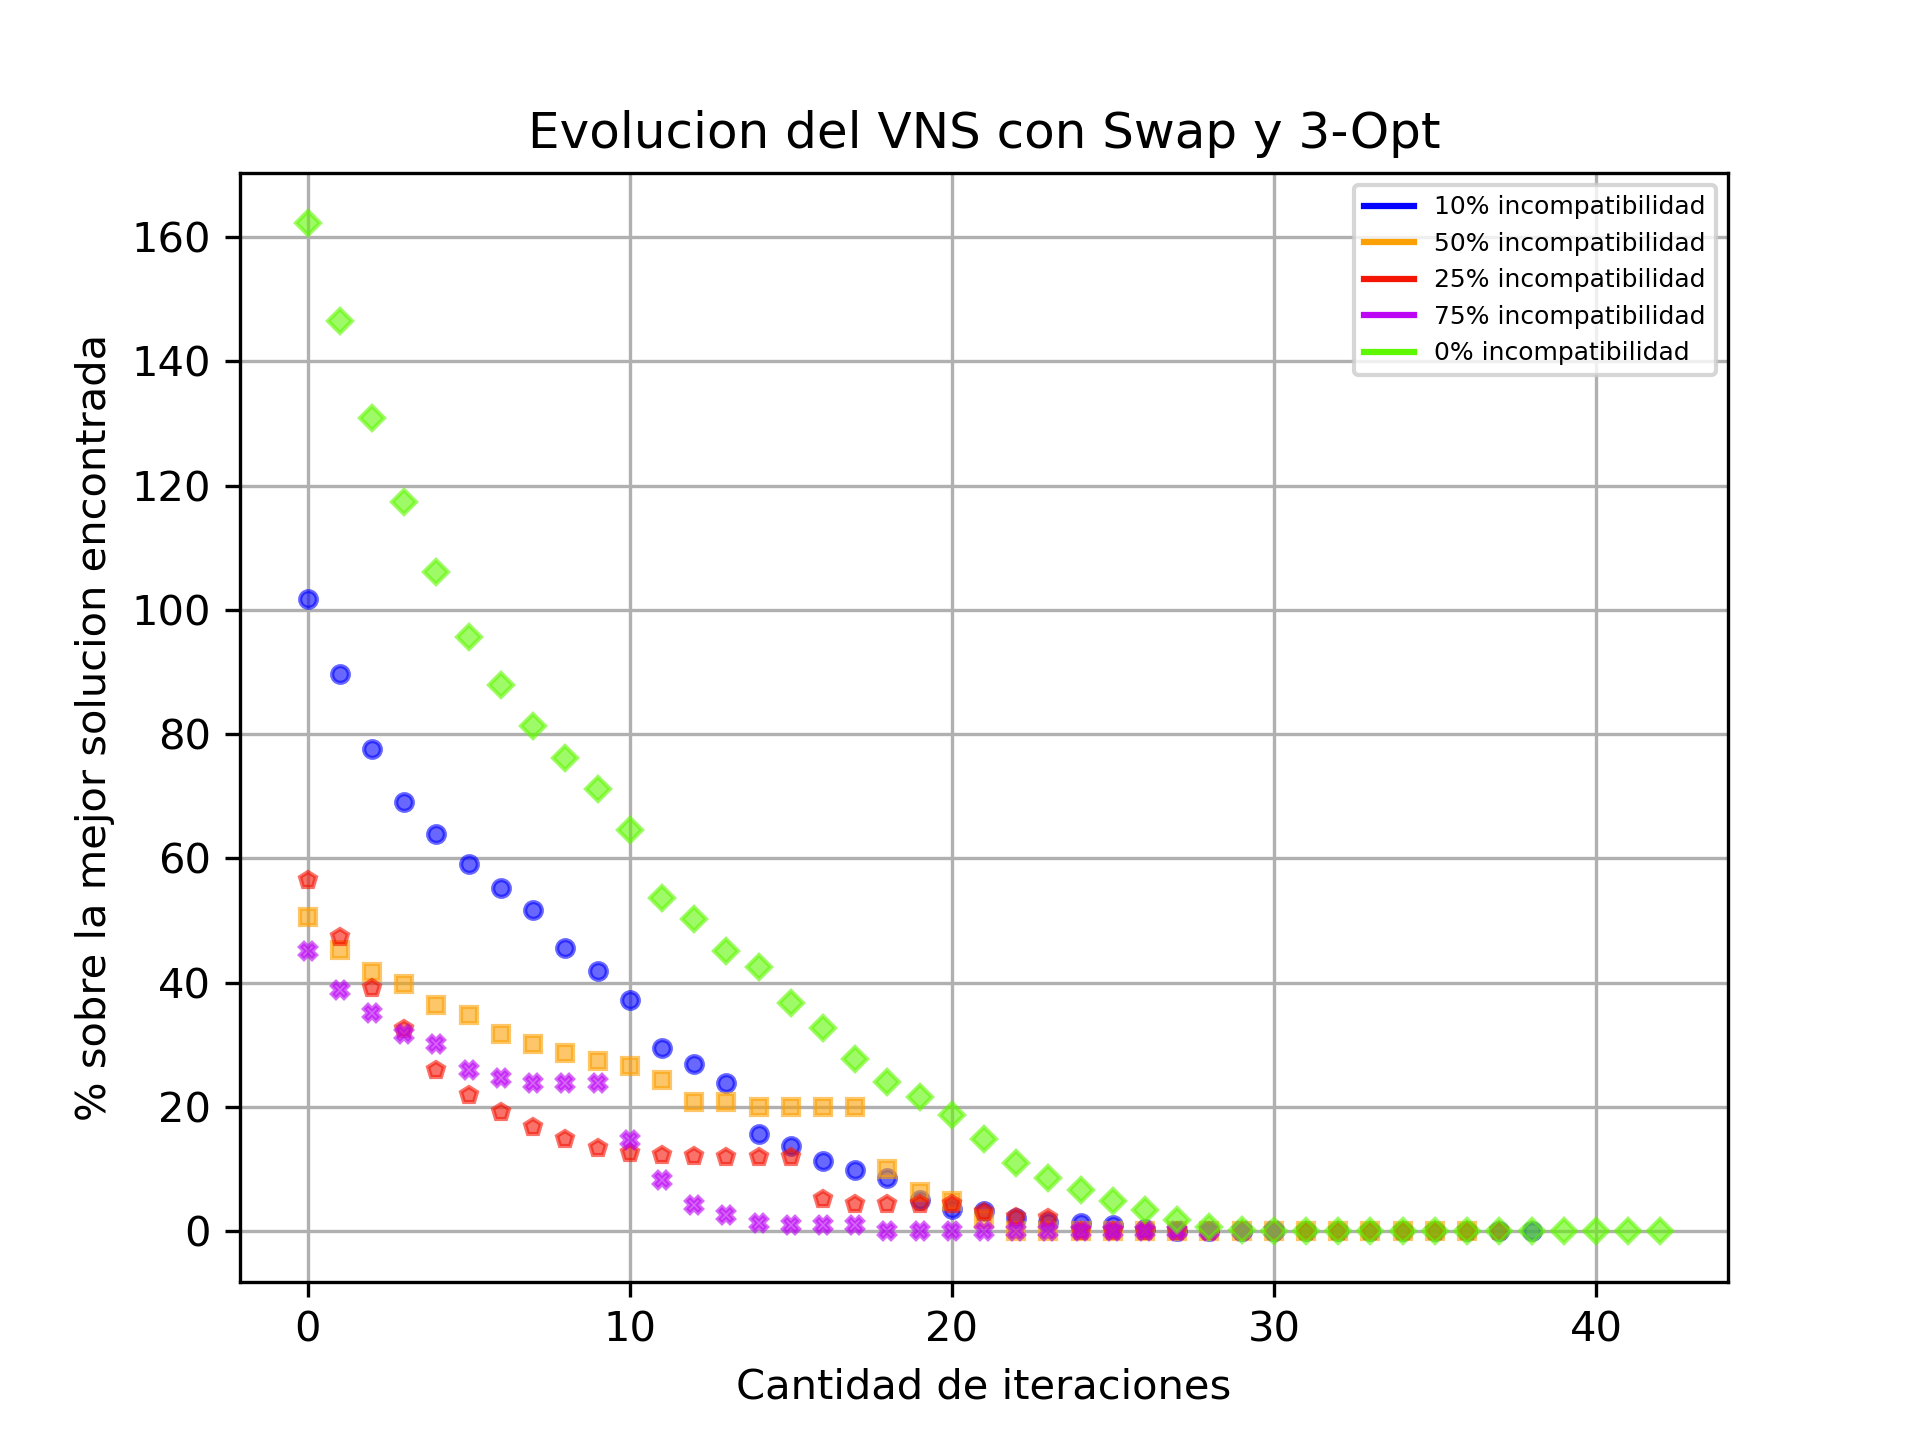 Evolucion del VNS con Swap y 3-Opt
10% incompatibilidad
50% incompatibilidad
25% incompatibilidad
75% incompatibilidad
0% incompatibilidad
% sobre la mejor solucion encontrada
160
140
120
100
80
60
40
20
0
0 10 20 30 40
Cantidad de iteraciones